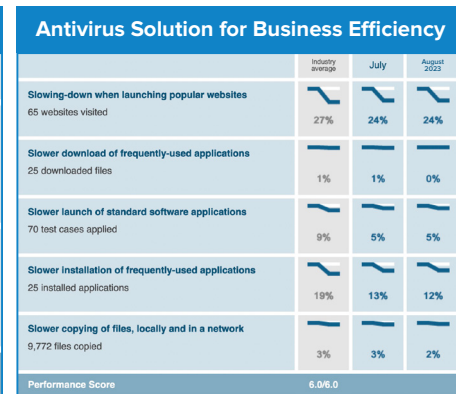 Antivirus Solution for Business Efficiency
Industry average July August 2023
Slowing-down when launching popular websites
65 websites visited
27% 24% 24%
Slower download of frequently-used applications
25 downloaded files
1% 1% 0%
Slower launch of standard software applications
70 test cases applied
9% 5% 5%
Slower installation of frequently-used applications
25 installed applications
19% 13% 12%
Slower copying of files, locally and in a network
9,772 files copied
3% 3% 2%
Performance Score 6.0/6.0